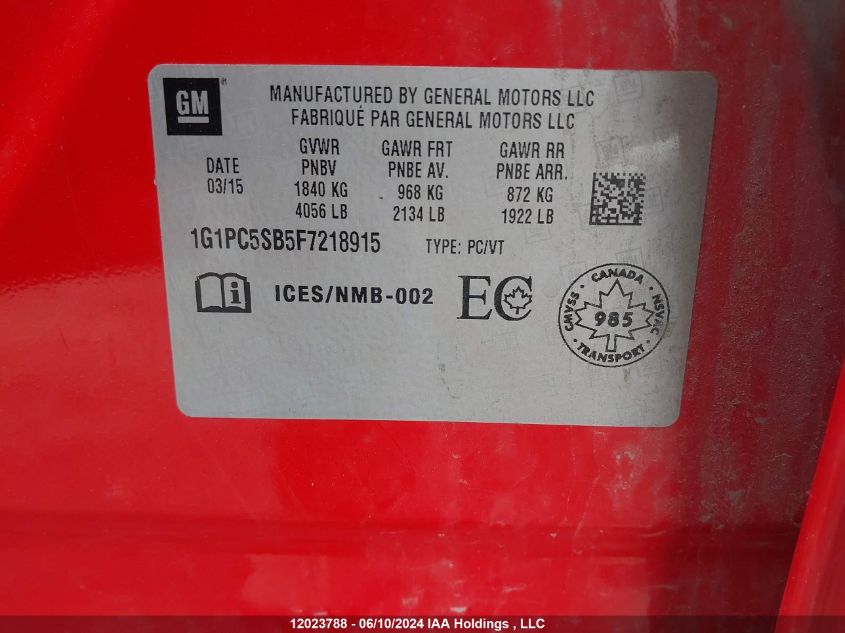 GM
MANUFACTURED BY GENERAL MOTORS LLC
FABRIQUÉ PAR GENERAL MOTORS LLC
GVWR GAWR FRT GAWR RR
DATE PNBV PNBE AV. PNBE ARR.
03/15 1840 KG 968 KG 872 KG
4056 LB 2134 LB 1922 LB
1G1PC5SB5F7218915 TYPE: PC/VT
i ICES/NMB-002 EC
CANADA
CMVSS 985 NSVAC
TRANSPORT
12023788 - 06/10/2024 IAA Holdings , LLC